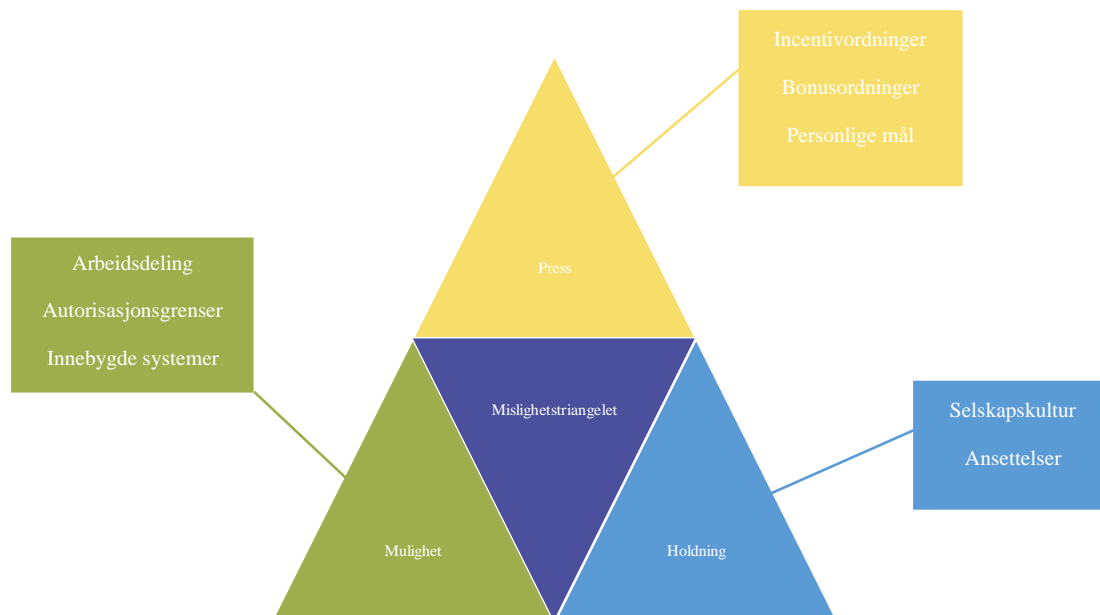 Incentivordninger
Bonusordninger
Personlige mål
Arbeidsdeling
Autorisasjonsgrenser
Innebygde systemer
Press
Mislighetstriangelet
Selskapskultur
Ansettelser
Mulighet
Holdning